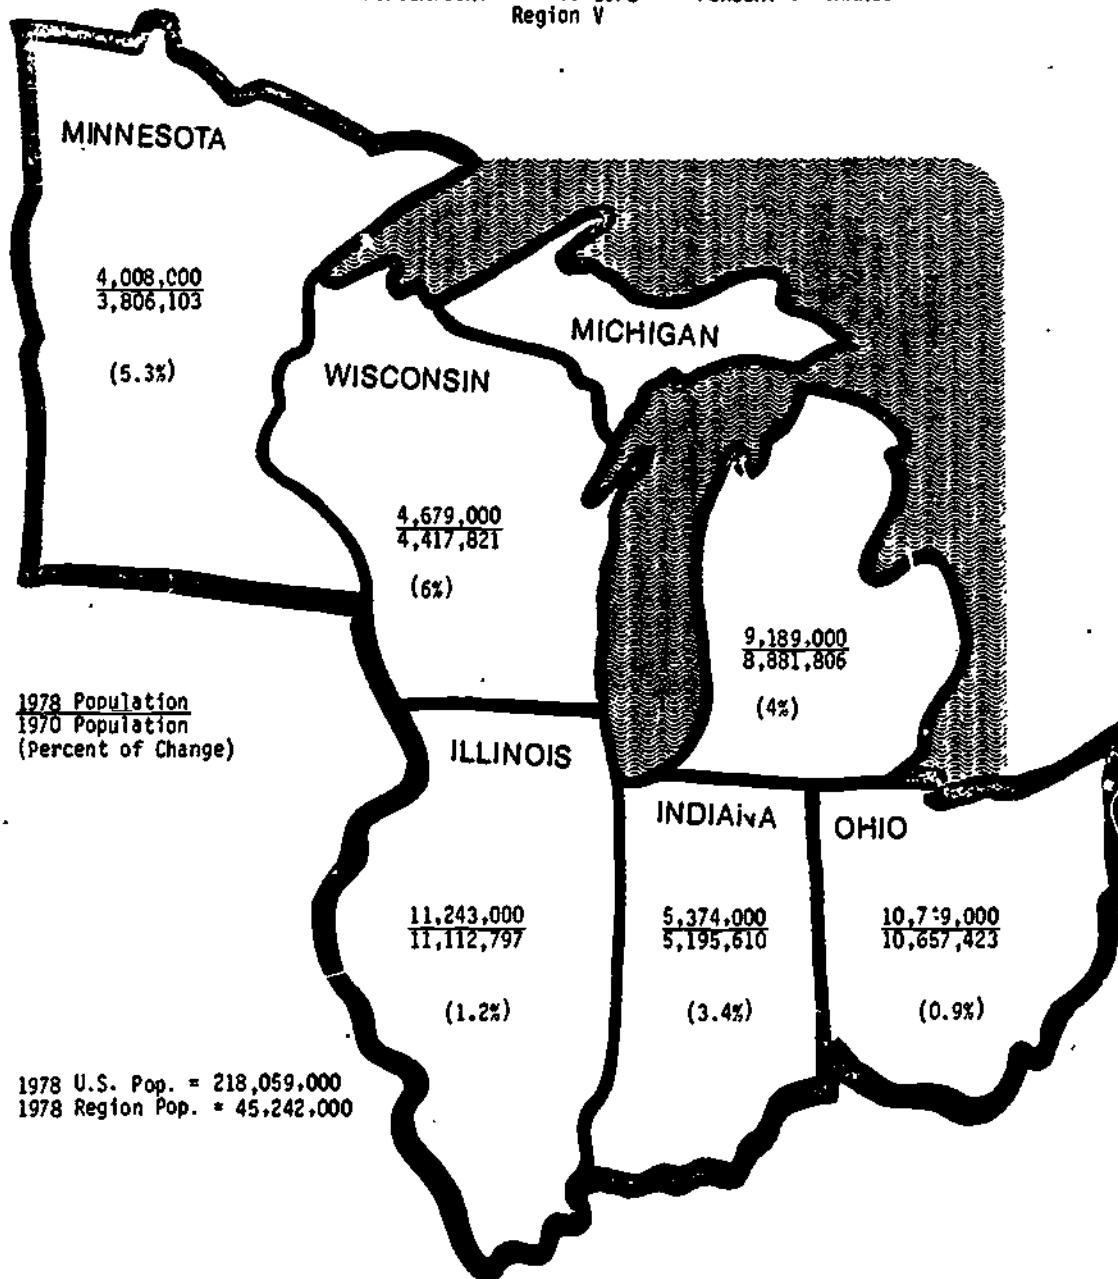 Region V
MINNESOTA
4,008,000
3,806,103
(5.3%)
WISCONSIN
4,679,000
4,417,821
(6%)
MICHIGAN
9,189,000
8,881,806
(4%)
1978 Population
1970 Population
(Percent of Change)
ILLINOIS
11,243,000
11,112,797
(1.2%)
INDIANA
5,374,000
5,195,610
(3.4%)
OHIO
10,657,423
(0.9%)
1978 U.S. Pop. = 218,059,000
1978 Region Pop. = 45,242,000